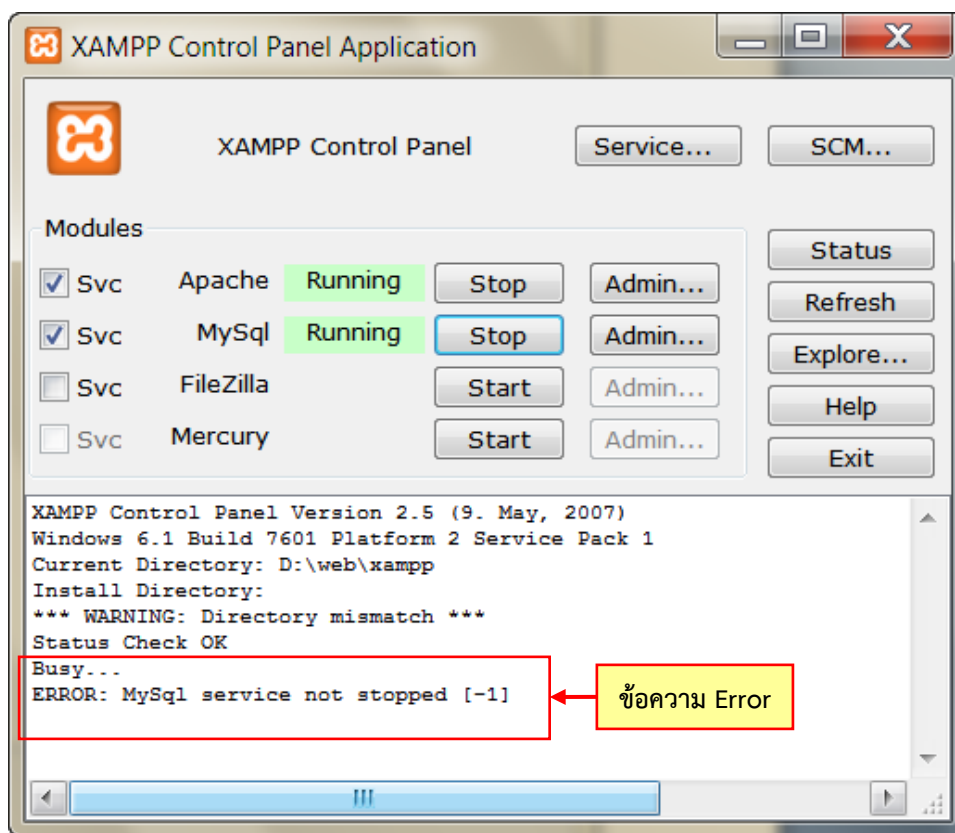 XAMPP Control Panel Application
XAMPP Control Panel
Service...
SCM...
Modules
Svc Apache Running Stop Admin...
Svc MySql Running Stop Admin...
Svc FileZilla Start Admin...
Svc Mercury Start Admin...
Status
Refresh
Explore...
Help
Exit
XAMPP Control Panel Version 2.5 (9. May, 2007)
Windows 6.1 Build 7601 Platform 2 Service Pack 1
Current Directory: D:\web\xampp
Install Directory:
*** WARNING: Directory mismatch ***
Status Check OK
Busy...
ERROR: MySql service not stopped [-1]
ข้อความ Error